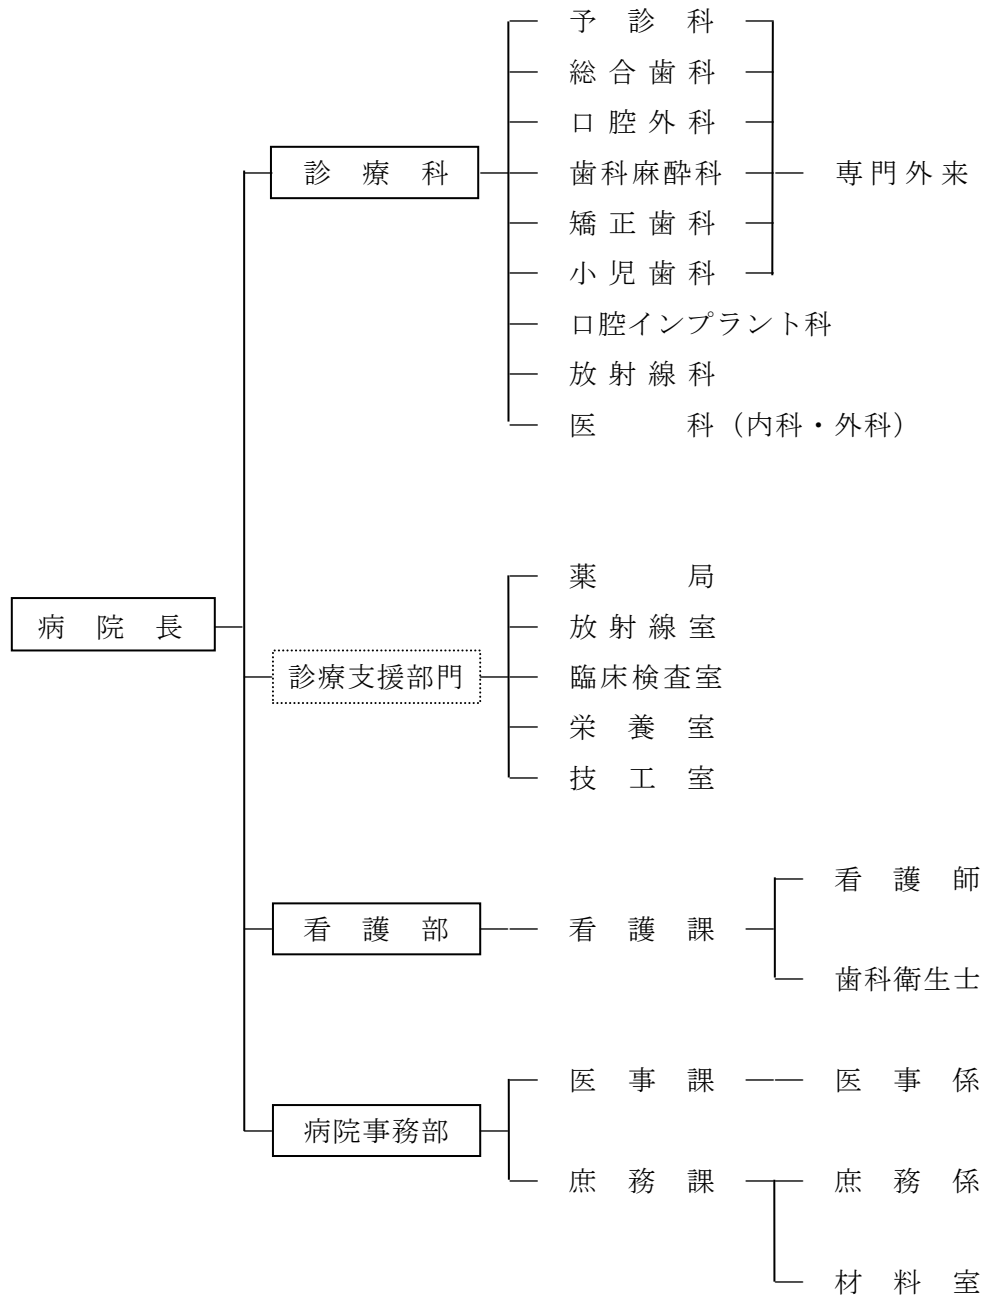 予診科
総合歯科
口腔外科
診療科 歯科麻酔科 専門外来
矯正歯科
小児歯科
口腔インプラント科
放射線科
医科（内科・外科）
薬局
病院長 放射線室
診療支援部門 臨床検査室
栄養室
技工室
看護師
看護部 看護課
歯科衛生士
医事課 医事係
病院事務部
庶務課 庶務係
材料室